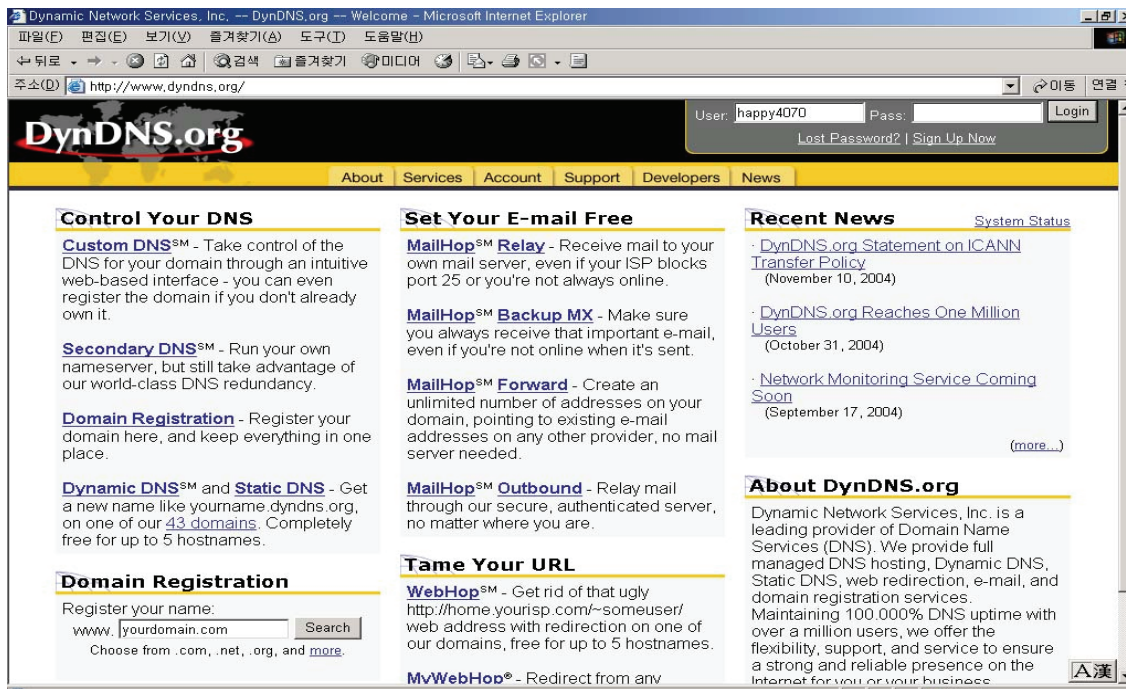 Dynamic Network Services, Inc. -- DynDNS.org -- Welcome - Microsoft Internet Explorer
파일(F) 편집(E) 보기(V) 즐겨찾기(A) 도구(T) 도움말(H)
뒤로 검색 즐겨찾기 미디어
주소(D) http://www.dyndns.org/ 이동 연결
DynDNS.org
User: happy4070 Pass: Login
Lost Password? | Sign Up Now
About Services Account Support Developers News
Control Your DNS
Custom DNS℠ - Take control of the
DNS for your domain through an intuitive
web-based interface - you can even
register the domain if you don't already
own it.
Secondary DNS℠ - Run your own
nameserver, but still take advantage of
our world-class DNS redundancy.
Domain Registration - Register your
domain here, and keep everything in one
place.
Dynamic DNS℠ and Static DNS - Get
a new name like yourname.dyndns.org,
on one of our 43 domains. Completely
free for up to 5 hostnames.
Domain Registration
Register your name:
www. yourdomain.com Search
Choose from .com, .net, .org, and more.
Set Your E-mail Free
MailHop℠ Relay - Receive mail to your
own mail server, even if your ISP blocks
port 25 or you're not always online.
MailHop℠ Backup MX - Make sure
you always receive that important e-mail,
even if you're not online when it's sent.
MailHop℠ Forward - Create an
unlimited number of addresses on your
domain, pointing to existing e-mail
addresses on any other provider, no mail
server needed.
MailHop℠ Outbound - Relay mail
through our secure, authenticated server,
no matter where you are.
Tame Your URL
WebHop℠ - Get rid of that ugly
http://home.yourisp.com/~someuser/
web address with redirection on one of
our domains, free for up to 5 hostnames.
MyWebHop® - Redirect from any
Recent News System Status
· DynDNS.org Statement on ICANN
Transfer Policy
(November 10, 2004)
· DynDNS.org Reaches One Million
Users
(October 31, 2004)
· Network Monitoring Service Coming
Soon
(September 17, 2004)
(more...)
About DynDNS.org
Dynamic Network Services, Inc. is a
leading provider of Domain Name
Services (DNS). We provide full
managed DNS hosting, Dynamic DNS,
Static DNS, web redirection, e-mail, and
domain registration services.
Maintaining 100.000% DNS uptime with
over a million users, we offer the
flexibility, support, and service to ensure
a strong and reliable presence on the
Internet for you or your business.
A漢